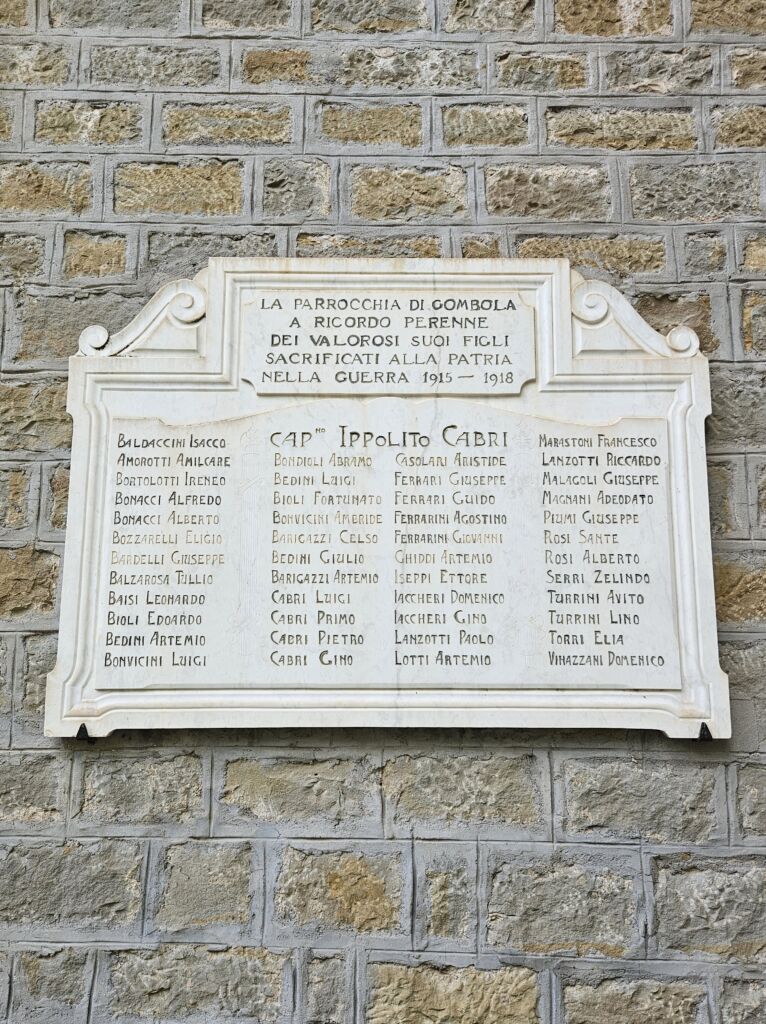 LA PARROCCHIA DI GOMBOLA
A RICORDO PERENNE
DEI VALOROSI SUOI FIGLI
SACRIFICATI ALLA PATRIA
NELLA GUERRA 1915 — 1918
CAP.NO IPPOLITO CABRI
BALDACCINI ISACCO
AMOROTTI AMILCARE
BORTOLOTTI IRENEO
BONACCI ALFREDO
BONACCI ALBERTO
BOZZARELLI ELIGIO
BARDELLI GIUSEPPE
BALZAROSA TULLIO
BAISI LEONARDO
BIOLI EDOARDO
BEDINI ARTEMIO
BONVICINI LUIGI
BONDIOLI ABRAMO
BEDINI LUIGI
BIOLI FORTUNATO
BONVICINI AMBRIDE
BARIGAZZI CELSO
BEDINI GIULIO
BARIGAZZI ARTEMIO
CABRI LUIGI
CABRI PRIMO
CABRI PIETRO
CABRI GINO
CASOLARI ARISTIDE
FERRARI GIUSEPPE
FERRARI GUIDO
FERRARINI AGOSTINO
FERRARINI GIOVANNI
GHIDDI ARTEMIO
ISEPPI ETTORE
IACCHERI DOMENICO
IACCHERI GINO
LANZOTTI PAOLO
LOTTI ARTEMIO
MARASTONI FRANCESCO
LANZOTTI RICCARDO
MALAGOLI GIUSEPPE
MAGNANI ADEODATO
PIUMI GIUSEPPE
ROSI SANTE
ROSI ALBERTO
SERRI ZELINDO
TURRINI AVITO
TURRINI LINO
TORRI ELIA
VINAZZANI DOMENICO